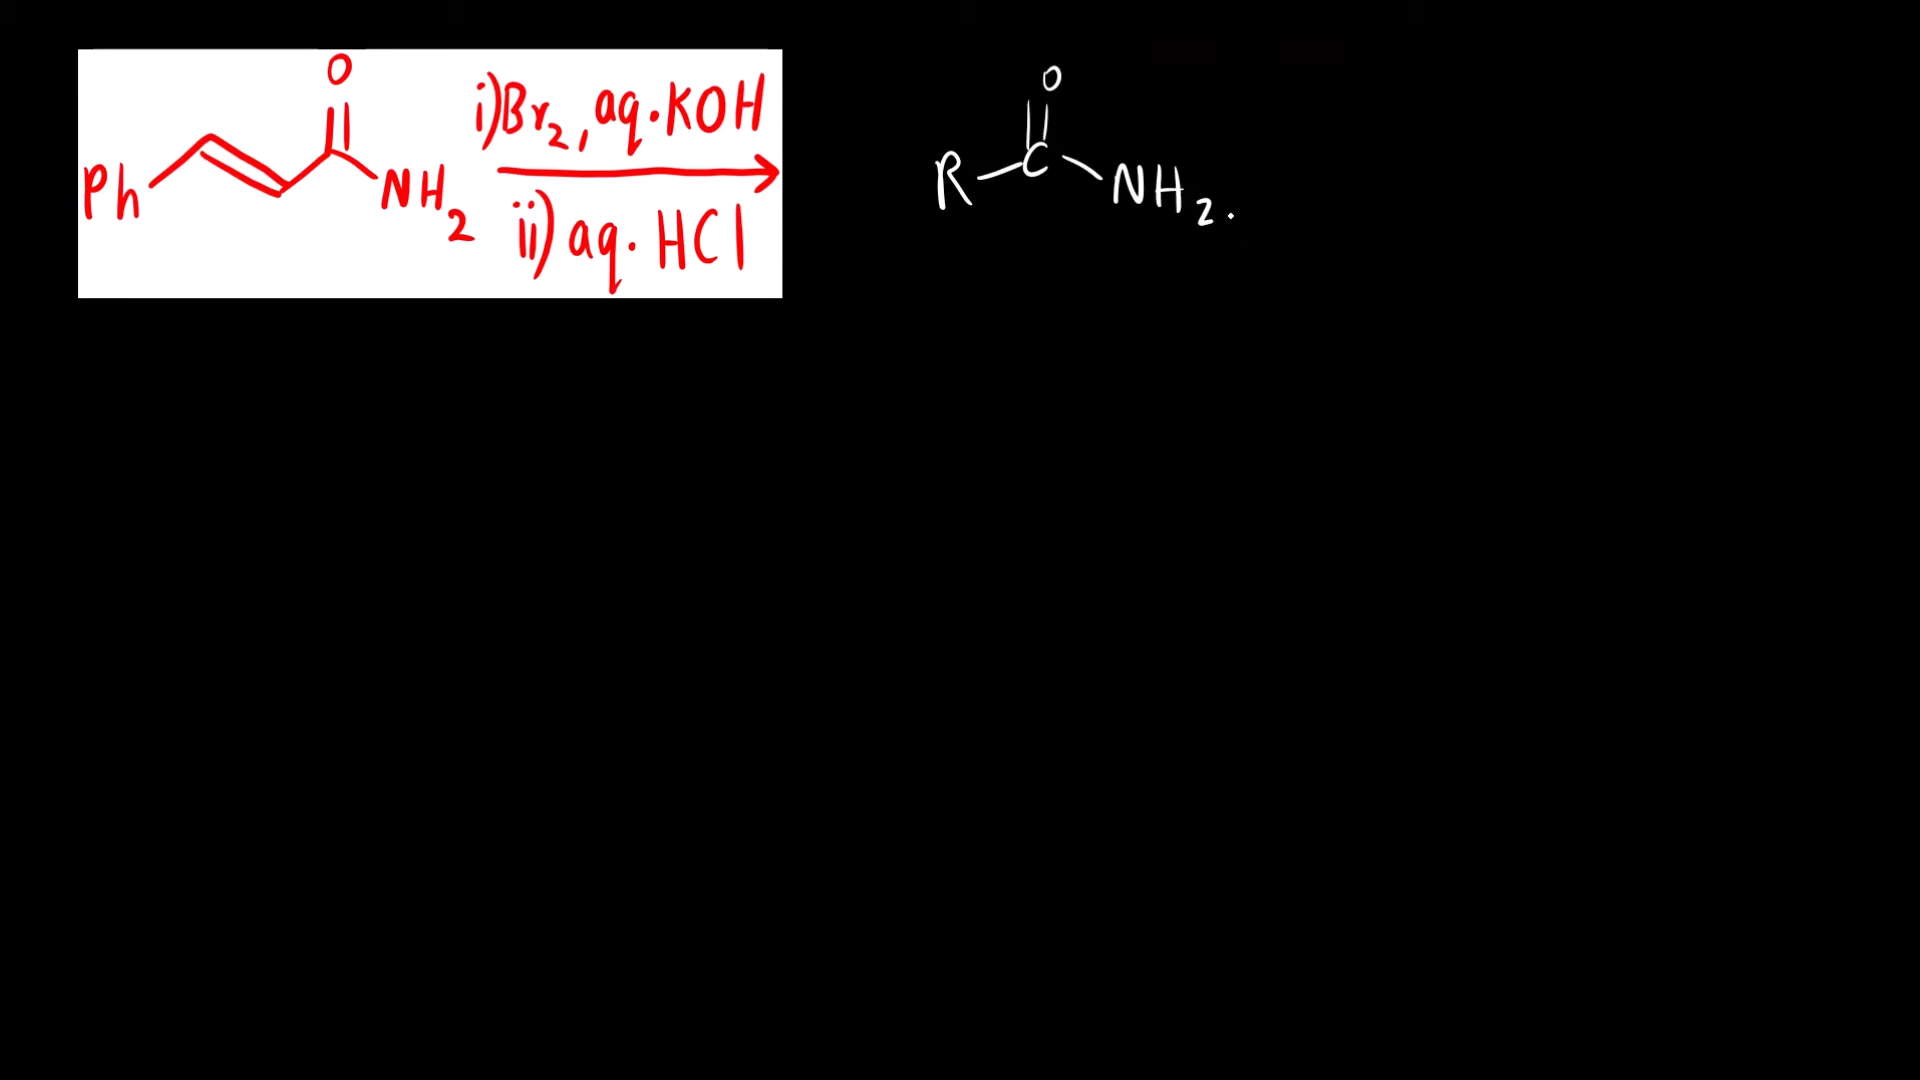 O
i) Br2, aq. KOH
Ph NH2
ii) aq. HCl
O
R C NH2.